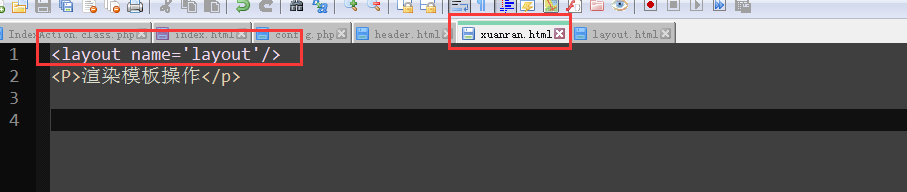 IndexAction.class.php index.html config.php header.html xuanran.html layout.html
1 <layout name='layout'/>
2 <P>渲染模板操作</p>
3
4